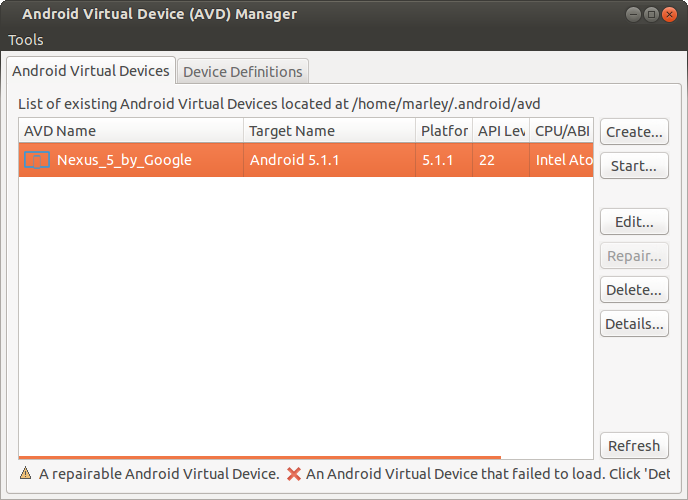 Android Virtual Device (AVD) Manager
Tools
Android Virtual Devices Device Definitions
List of existing Android Virtual Devices located at /home/marley/.android/avd
AVD Name Target Name Platfor API Lev CPU/ABI
Nexus_5_by_Google Android 5.1.1 5.1.1 22 Intel Ato
Create...
Start...
Edit...
Repair...
Delete...
Details...
Refresh
A repairable Android Virtual Device. An Android Virtual Device that failed to load. Click 'Det